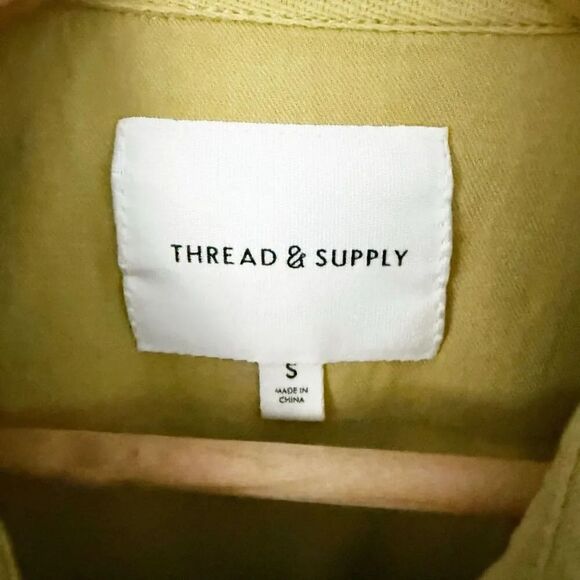 THREAD & SUPPLY
S
MADE IN
CHINA